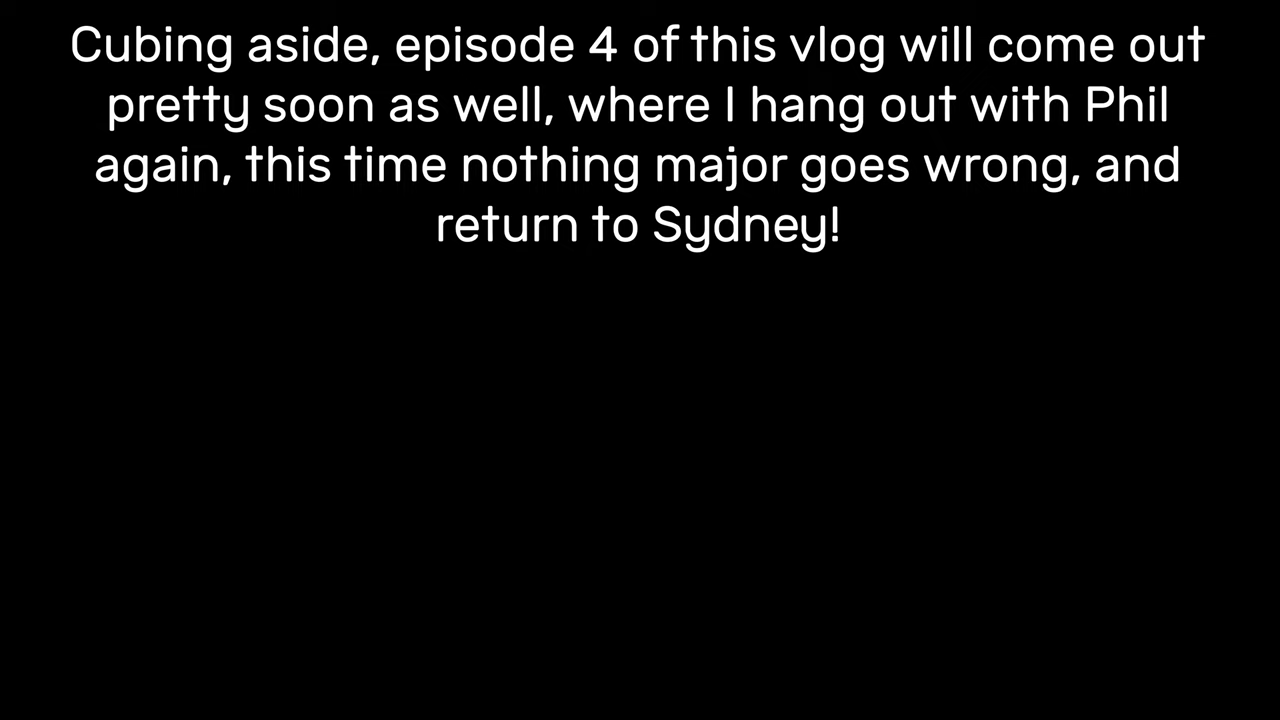 Cubing aside, episode 4 of this vlog will come out
pretty soon as well, where I hang out with Phil
again, this time nothing major goes wrong, and
return to Sydney!